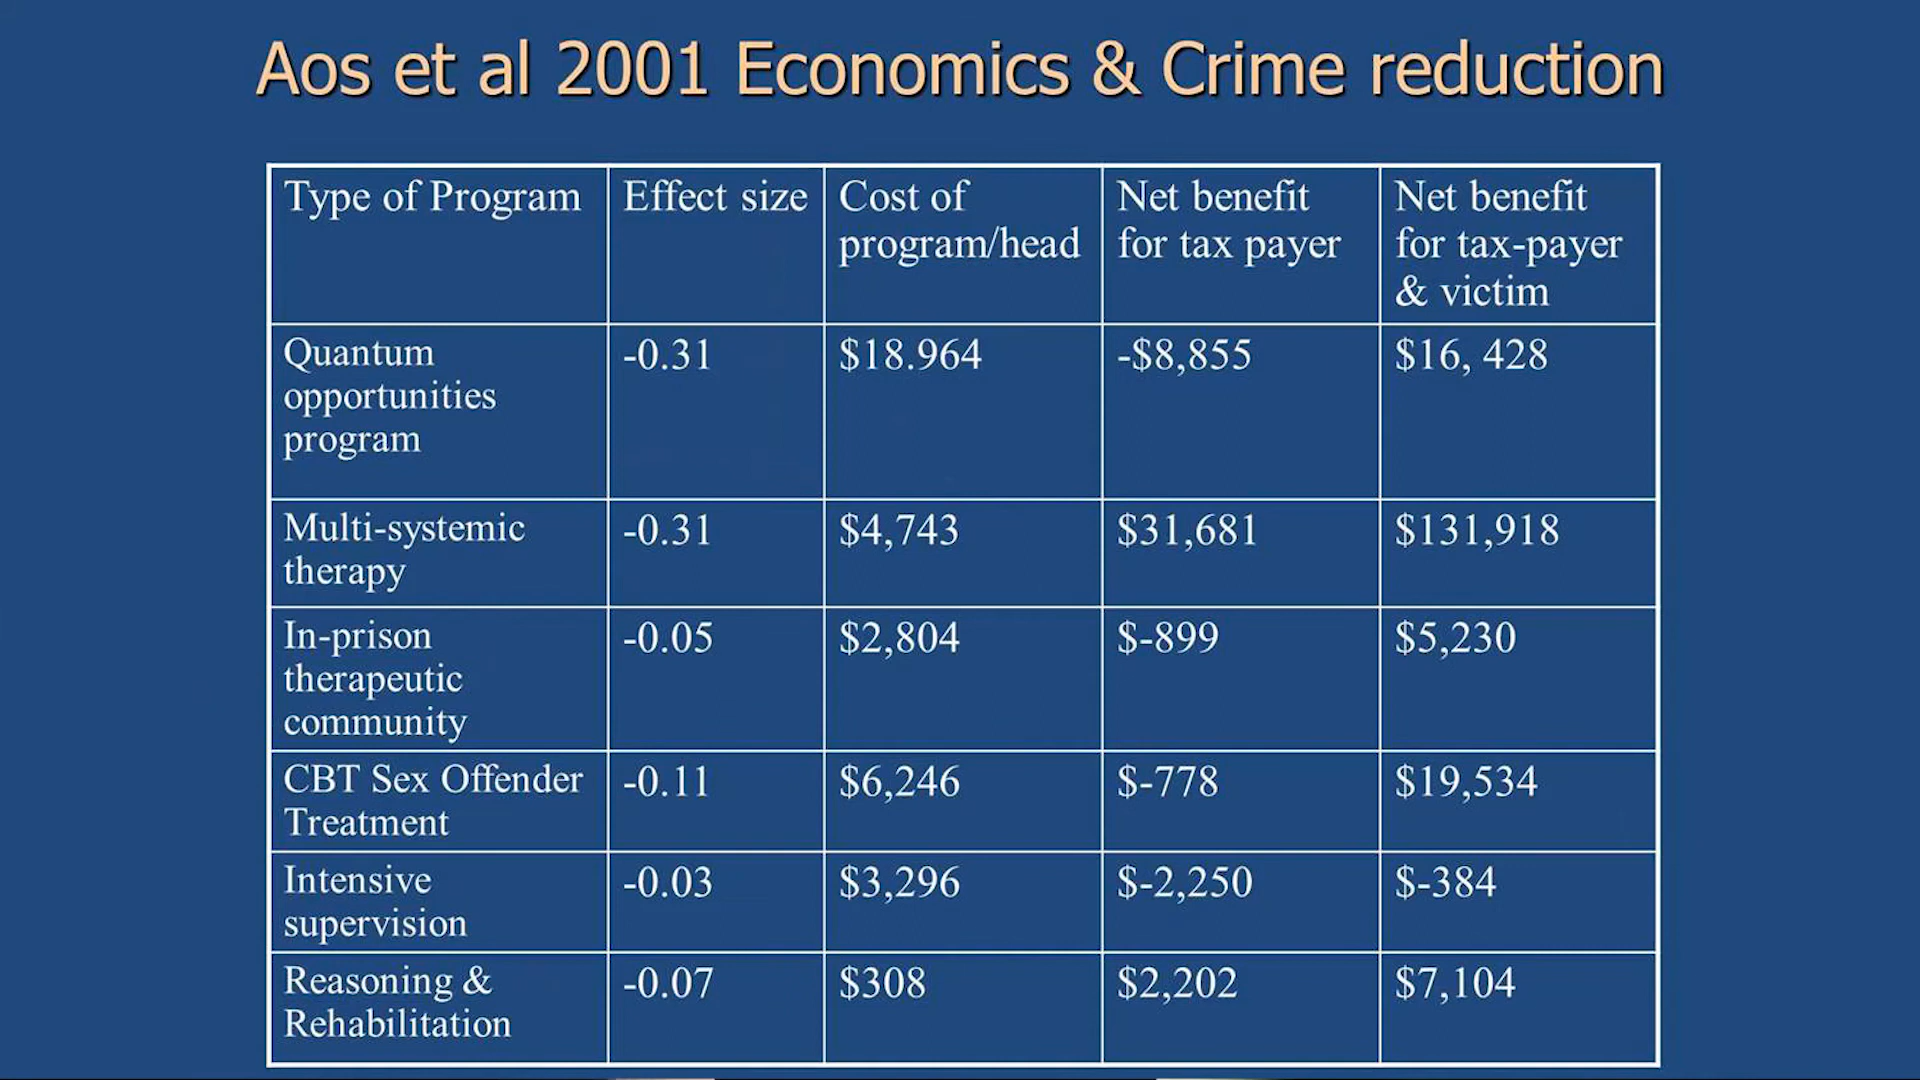 Aos et al 2001 Economics & Crime reduction
Type of Program
Effect size
Cost of
program/head
Net benefit
for tax payer
Net benefit
for tax-payer
& victim
Quantum
opportunities
program
-0.31
$18.964
-$8,855
$16, 428
Multi-systemic
therapy
-0.31
$4,743
$31,681
$131,918
In-prison
therapeutic
community
-0.05
$2,804
$-899
$5,230
CBT Sex Offender
Treatment
-0.11
$6,246
$-778
$19,534
Intensive
supervision
-0.03
$3,296
$-2,250
$-384
Reasoning &
Rehabilitation
-0.07
$308
$2,202
$7,104